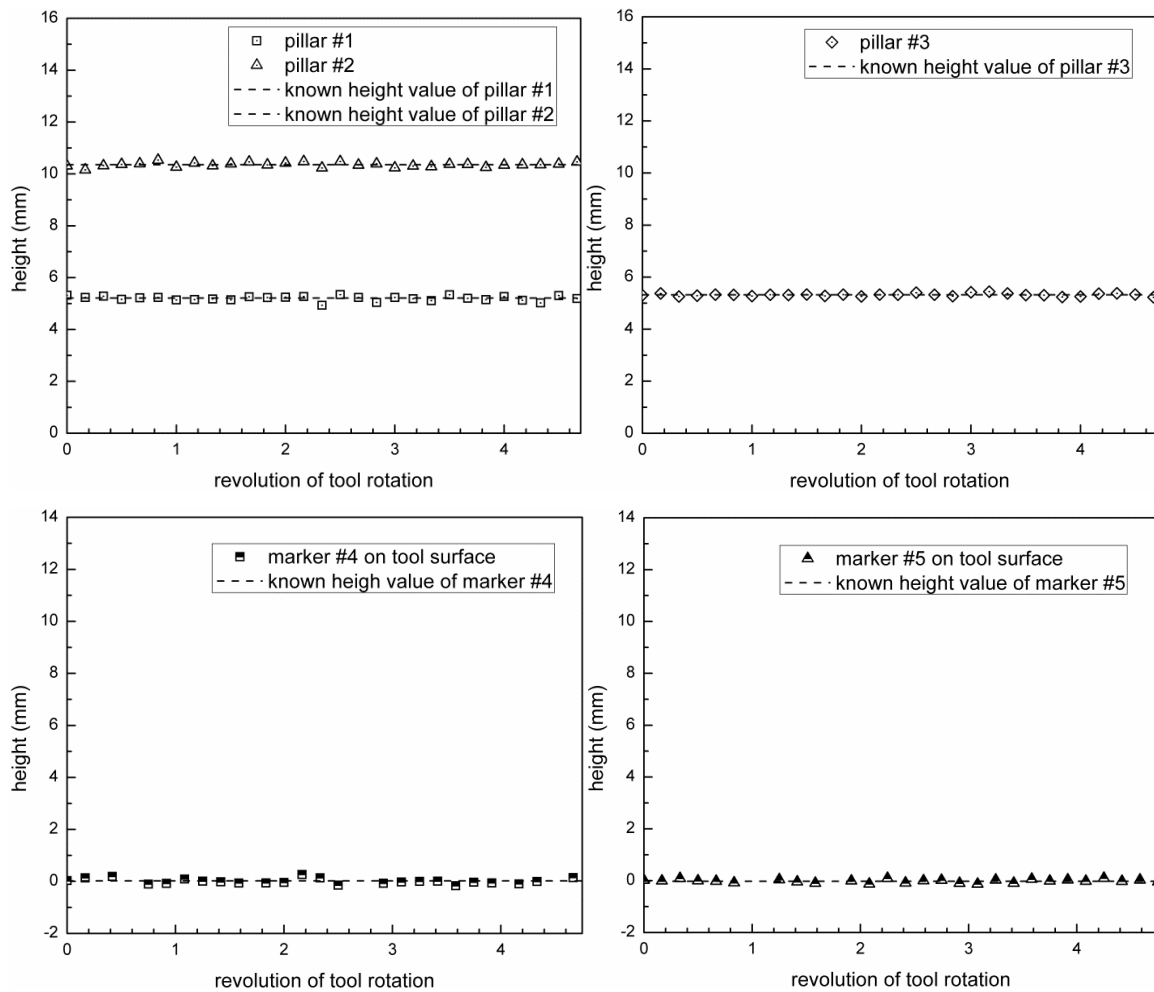 16
14
12
10
8
6
4
2
0
height (mm)
pillar #1
pillar #2
known height value of pillar #1
known height value of pillar #2
0 1 2 3 4
revolution of tool rotation
16
14
12
10
8
6
4
2
0
height (mm)
pillar #3
known height value of pillar #3
0 1 2 3 4
revolution of tool rotation
14
12
10
8
6
4
2
0
-2
height (mm)
marker #4 on tool surface
known heigh value of marker #4
0 1 2 3 4
revolution of tool rotation
14
12
10
8
6
4
2
0
-2
height (mm)
marker #5 on tool surface
known height value of marker #5
0 1 2 3 4
revolution of tool rotation